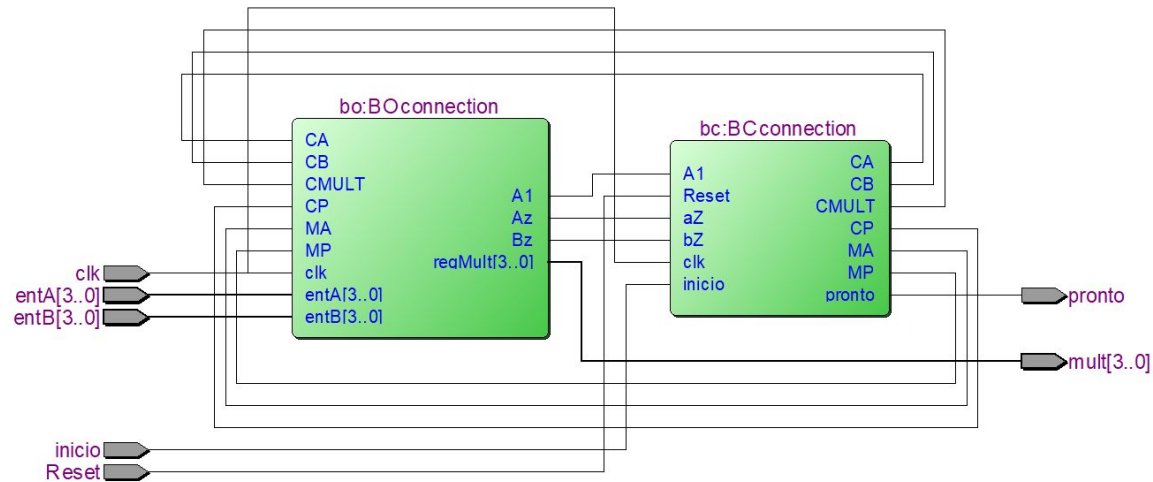 bo:BOconnection
CA
CB
CMULT
CP
MA
MP
clk
entA[3..0]
entB[3..0]
A1
Az
Bz
regMult[3..0]
bc:BCconnection
A1
Reset
aZ
bZ
clk
inicio
CA
CB
CMULT
CP
MA
MP
pronto
clk
entA[3..0]
entB[3..0]
inicio
Reset
pronto
mult[3..0]